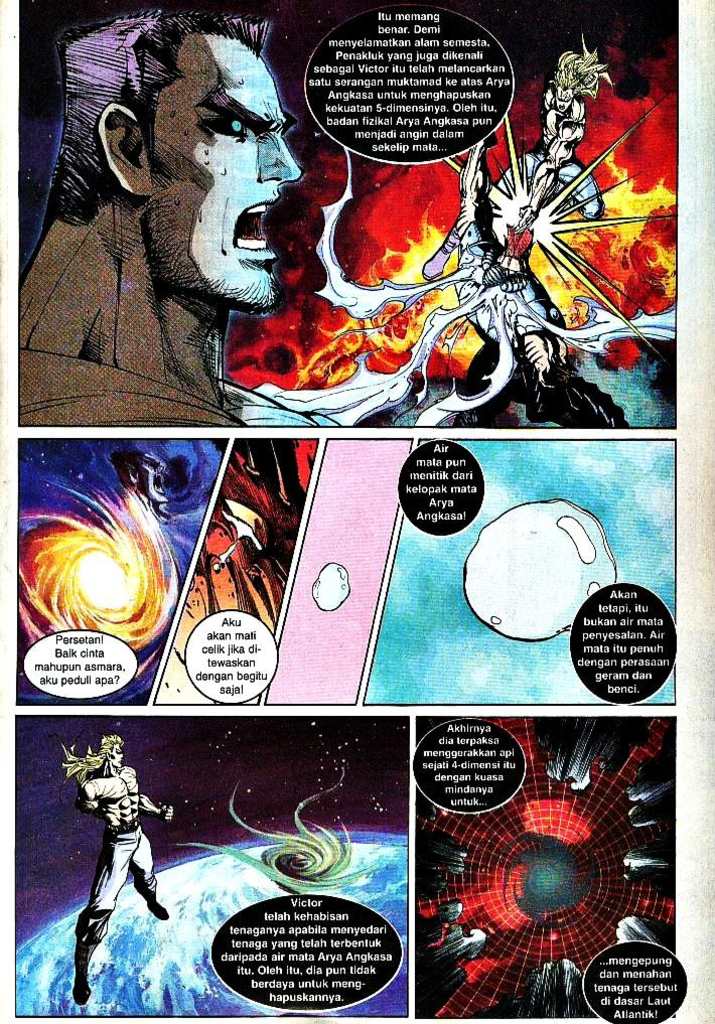 Itu memang
benar. Demi
menyelamatkan alam semesta,
Penakluk yang juga dikenali
sebagai Victor itu telah melancarkan
satu serangan muktamad ke atas Arya
Angkasa untuk menghapuskan
kekuatan 5-dimensinya. Oleh itu,
badan fizikal Arya Angkasa pun
menjadi angin dalam
sekelip mata...
Persetan!
Baik cinta
mahupun asmara,
aku peduli apa?
Aku
akan mati
celik jika di-
tewaskan
dengan begitu
saja!
Air
mata pun
menitik dari
kelopak mata
Arya
Angkasa!
Akan
tetapi, itu
bukan air mata
penyesalan. Air
mata itu penuh
dengan perasaan
geram dan
benci.
Victor
telah kehabisan
tenaganya apabila menyedari
tenaga yang telah terbentuk
daripada air mata Arya Angkasa
itu. Oleh itu, dia pun tidak
berdaya untuk meng-
hapuskannya.
Akhirnya
dia terpaksa
menggerakkan api
sejati 4-dimensi itu
dengan kuasa
mindanya
untuk...
...mengepung
dan menahan
tenaga tersebut
di dasar Laut
Atlantik!